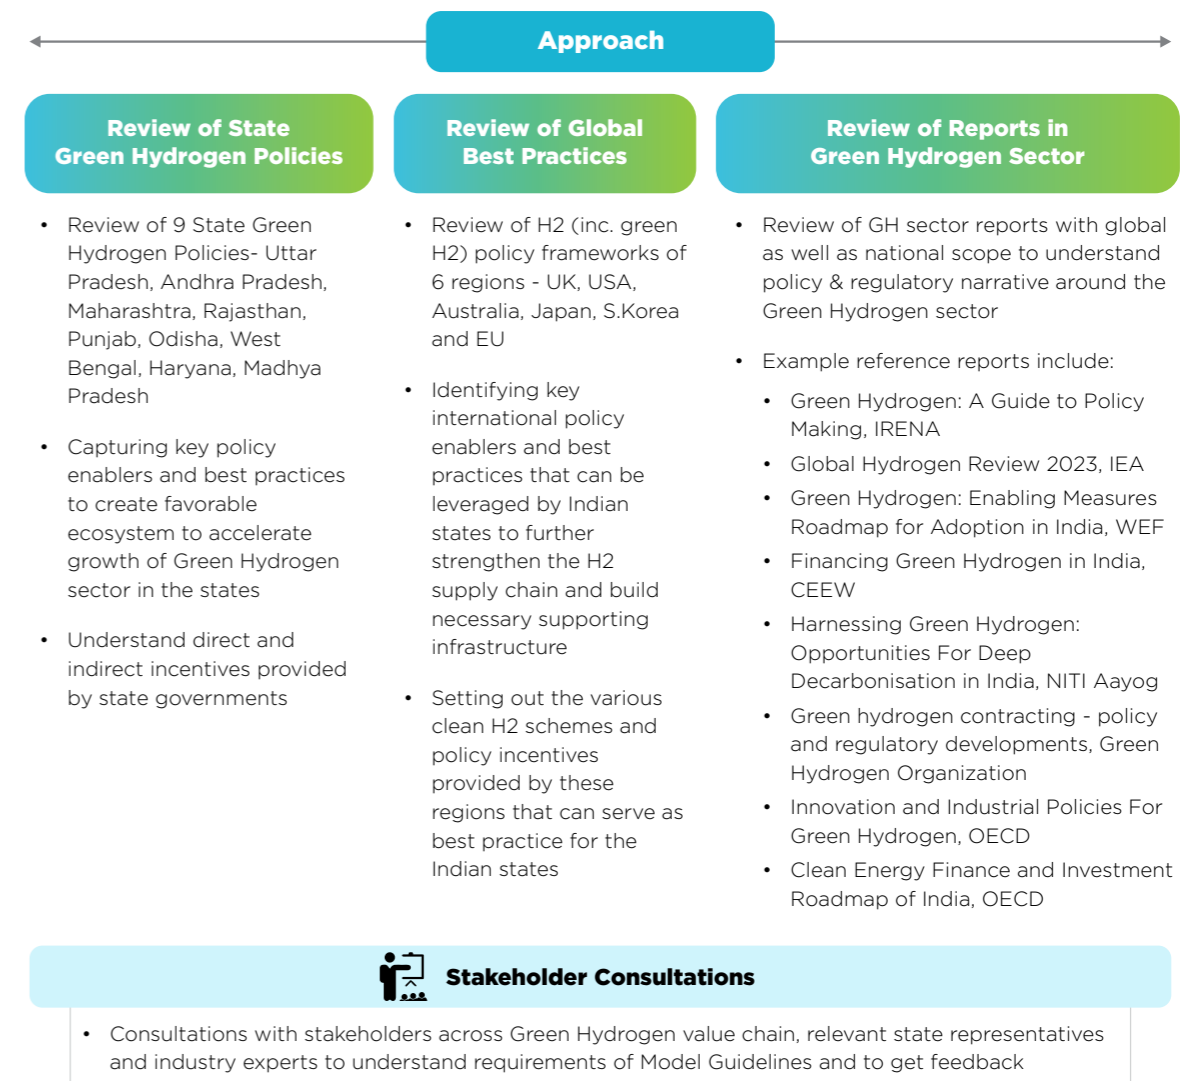 Approach
Review of State
Green Hydrogen Policies
• Review of 9 State Green
Hydrogen Policies- Uttar
Pradesh, Andhra Pradesh,
Maharashtra, Rajasthan,
Punjab, Odisha, West
Bengal, Haryana, Madhya
Pradesh
• Capturing key policy
enablers and best practices
to create favorable
ecosystem to accelerate
growth of Green Hydrogen
sector in the states
• Understand direct and
indirect incentives provided
by state governments
Review of Global
Best Practices
• Review of H2 (inc. green
H2) policy frameworks of
6 regions - UK, USA,
Australia, Japan, S.Korea
and EU
• Identifying key
international policy
enablers and best
practices that can be
leveraged by Indian
states to further
strengthen the H2
supply chain and build
necessary supporting
infrastructure
• Setting out the various
clean H2 schemes and
policy incentives
provided by these
regions that can serve as
best practice for the
Indian states
Review of Reports in
Green Hydrogen Sector
• Review of GH sector reports with global
as well as national scope to understand
policy & regulatory narrative around the
Green Hydrogen sector
• Example reference reports include:
• Green Hydrogen: A Guide to Policy
Making, IRENA
• Global Hydrogen Review 2023, IEA
• Green Hydrogen: Enabling Measures
Roadmap for Adoption in India, WEF
• Financing Green Hydrogen in India,
CEEW
• Harnessing Green Hydrogen:
Opportunities For Deep
Decarbonisation in India, NITI Aayog
• Green hydrogen contracting - policy
and regulatory developments, Green
Hydrogen Organization
• Innovation and Industrial Policies For
Green Hydrogen, OECD
• Clean Energy Finance and Investment
Roadmap of India, OECD
Stakeholder Consultations
• Consultations with stakeholders across Green Hydrogen value chain, relevant state representatives
and industry experts to understand requirements of Model Guidelines and to get feedback